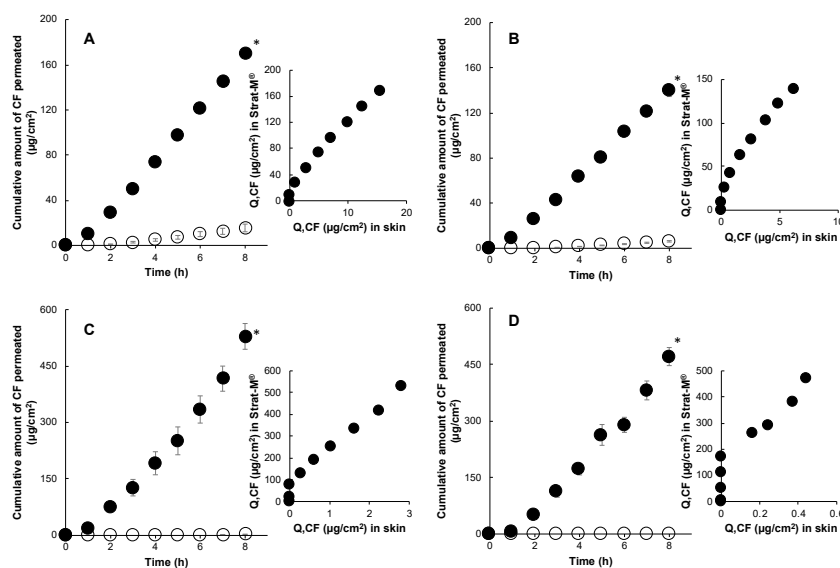 A
Cumulative amount of CF permeated
(µg/cm²)
200
160
120
80
40
0
0 2 4 6 8
Time (h)
*
Q,CF (µg/cm²) in Strat-M®
200
150
100
50
0
0 10 20
Q,CF (µg/cm²) in skin
B
Cumulative amount of CF permeated
(µg/cm²)
200
160
120
80
40
0
0 2 4 6 8
Time (h)
*
Q,CF (µg/cm²) in Strat-M®
150
100
50
0
0 5 10
Q,CF (µg/cm²) in skin
C
Cumulative amount of CF permeated
(µg/cm²)
600
450
300
150
0
0 2 4 6 8
Time (h)
*
Q,CF (µg/cm²) in Strat-M®
600
500
400
300
200
100
0
0 1 2 3
Q,CF (µg/cm²) in skin
D
Cumulative amount of CF permeated
(µg/cm²)
600
450
300
150
0
0 2 4 6 8
Time (h)
*
Q,CF (µg/cm²) in Strat-M®
500
400
300
200
100
0
0 0.2 0.4 0.6
Q,CF (µg/cm²) in skin